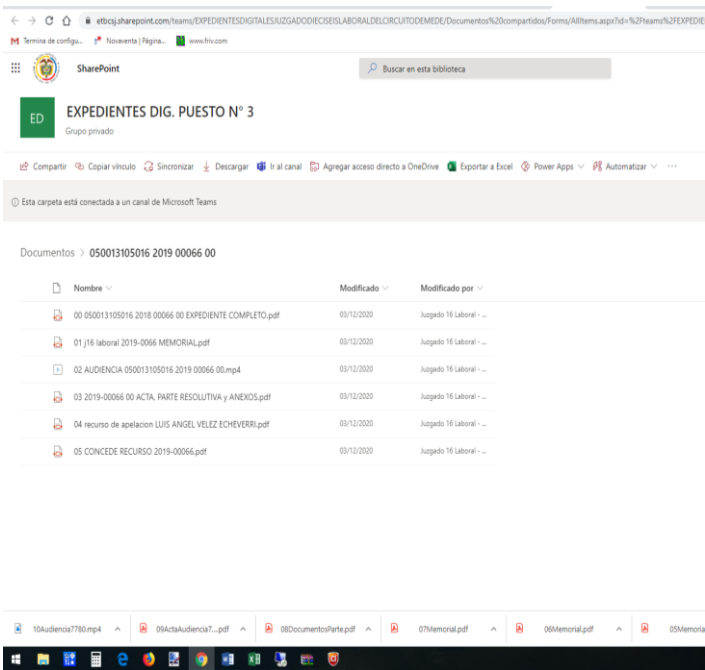 etbcsj.sharepoint.com/teams/EXPEDIENTESDIGITALESJUZGADODIECISEISLABORALDELCIRCUITODEMEDE/Documentos%20compartidos/Forms/AllItems.aspx?id=%2Fteams%2FEXPEDIE
Termina de configu... Novaventa | Página... www.friv.com
SharePoint Buscar en esta biblioteca
ED EXPEDIENTES DIG. PUESTO N° 3
Grupo privado
Compartir Copiar vínculo Sincronizar Descargar Ir al canal Agregar acceso directo a OneDrive Exportar a Excel Power Apps Automatizar ...
Esta carpeta está conectada a un canal de Microsoft Teams
Documentos > 050013105016 2019 00066 00
Nombre Modificado Modificado por
00 050013105016 2018 00066 00 EXPEDIENTE COMPLETO.pdf 03/12/2020 Juzgado 16 Laboral - ...
01 j16 laboral 2019-0066 MEMORIAL.pdf 03/12/2020 Juzgado 16 Laboral - ...
02 AUDIENCIA 050013105016 2019 00066 00.mp4 03/12/2020 Juzgado 16 Laboral - ...
03 2019-00066 00 ACTA, PARTE RESOLUTIVA y ANEXOS.pdf 03/12/2020 Juzgado 16 Laboral - ...
04 recurso de apelacion LUIS ANGEL VELEZ ECHEVERRI.pdf 03/12/2020 Juzgado 16 Laboral - ...
05 CONCEDE RECURSO 2019-00066.pdf 03/12/2020 Juzgado 16 Laboral - ...
10Audiencia7780.mp4 09ActaAudiencia7....pdf 08DocumentosParte.pdf 07Memorial.pdf 06Memorial.pdf 05Memoria